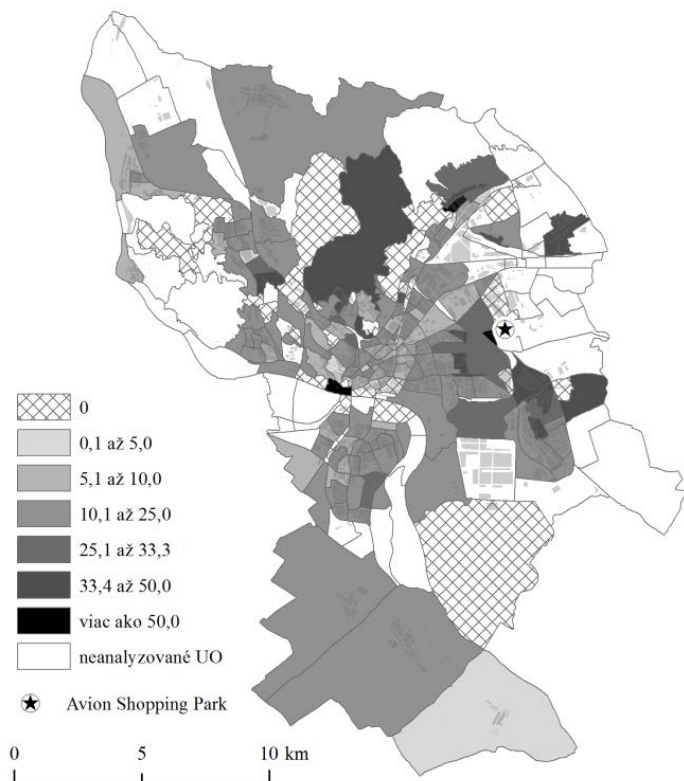 0
0,1 až 5,0
5,1 až 10,0
10,1 až 25,0
25,1 až 33,3
33,4 až 50,0
viac ako 50,0
neanalyzované UO
Avion Shopping Park
0 5 10 km